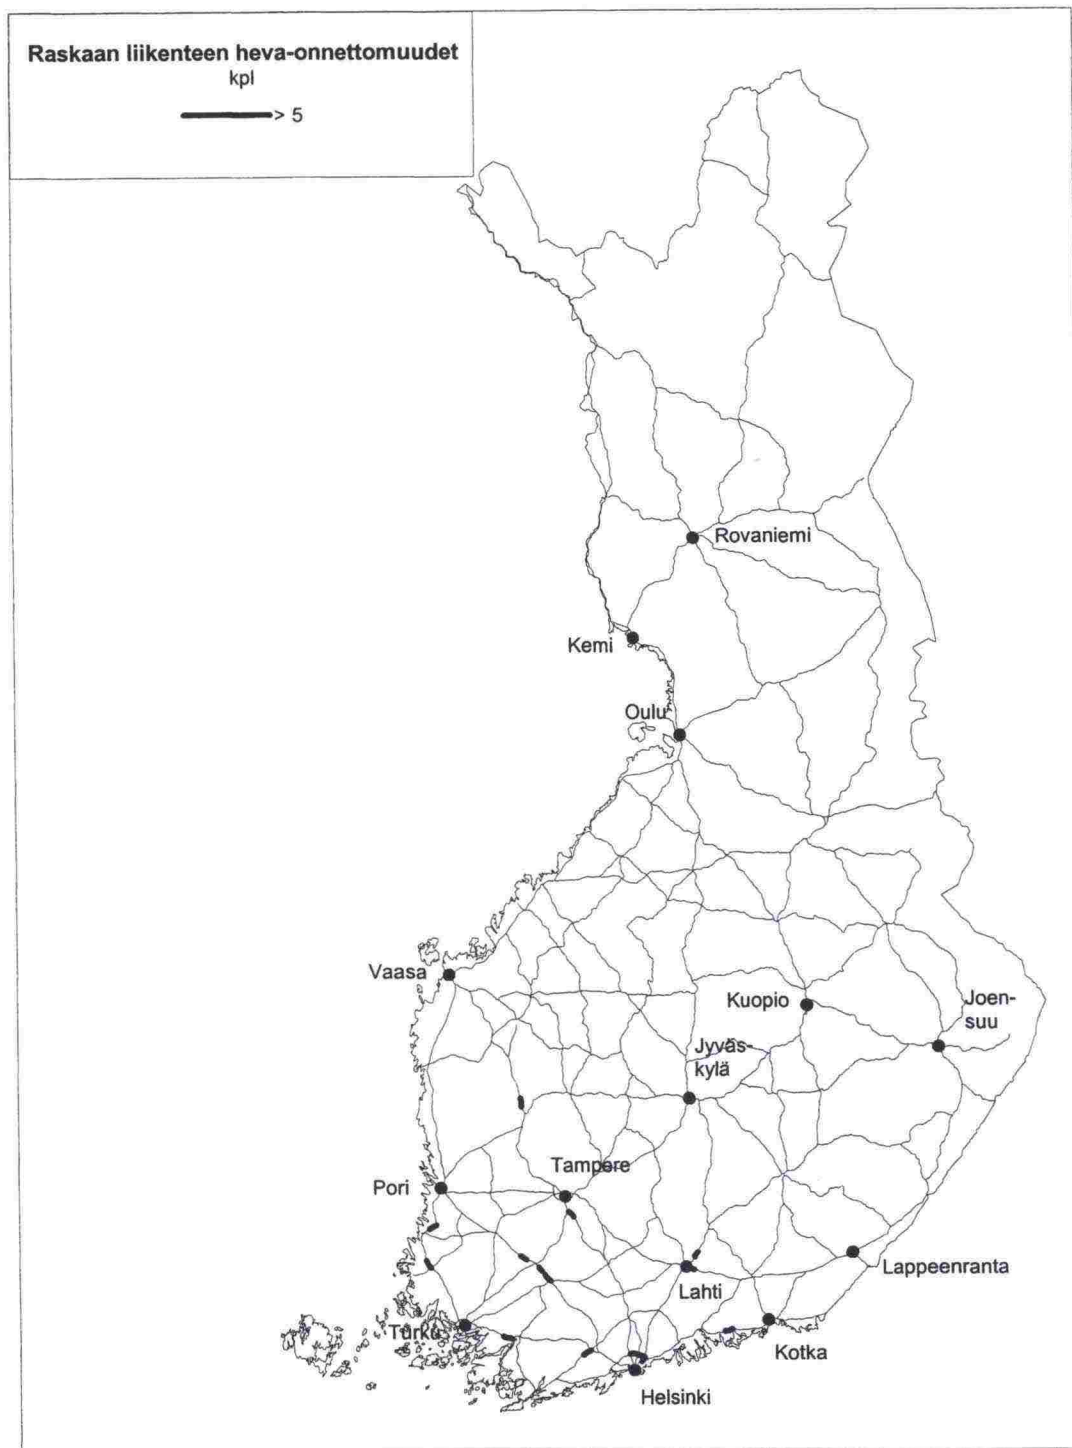 Raskaan liikenteen heva-onnettomuudet
kpl
> 5
Rovaniemi
Kemi
Oulu
Vaasa
Kuopio
Joen-
suu
Jyväs-
kylä
Tampere
Pori
Lappeenranta
Lahti
Turku
Kotka
Helsinki